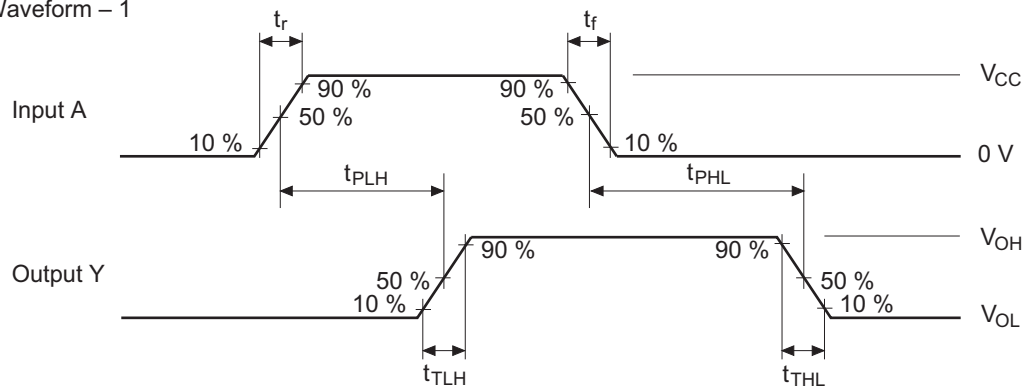 Waveform – 1
tr
tf
VCC
90 %
90 %
Input A
50 %
50 %
10 %
10 %
0 V
tPLH
tPHL
VOH
90 %
90 %
Output Y
50 %
50 %
10 %
10 %
VOL
tTLH
tTHL